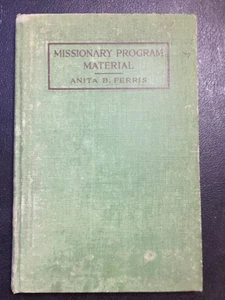 MISSIONARY PROGRAM
MATERIAL
ANITA B. FERRIS